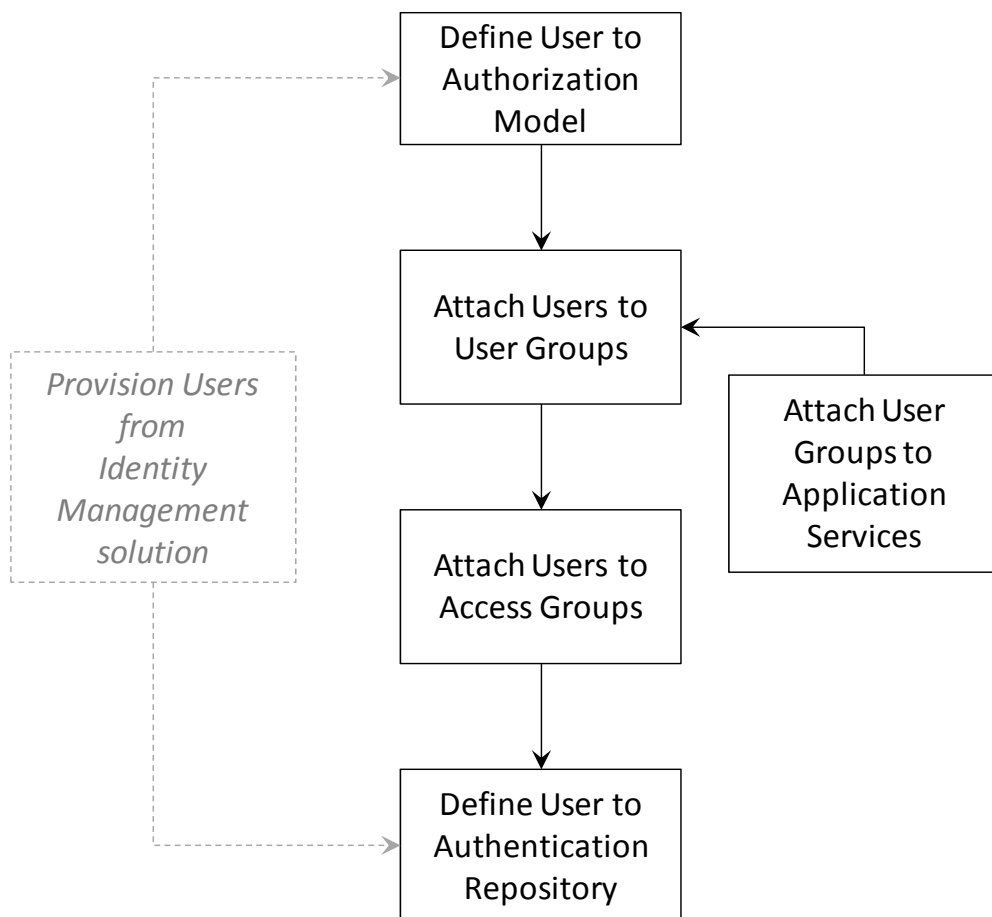 Define User to
Authorization
Model
Attach Users to
User Groups
Provision Users
from
Identity
Management
solution
Attach User
Groups to
Application
Services
Attach Users to
Access Groups
Define User to
Authentication
Repository